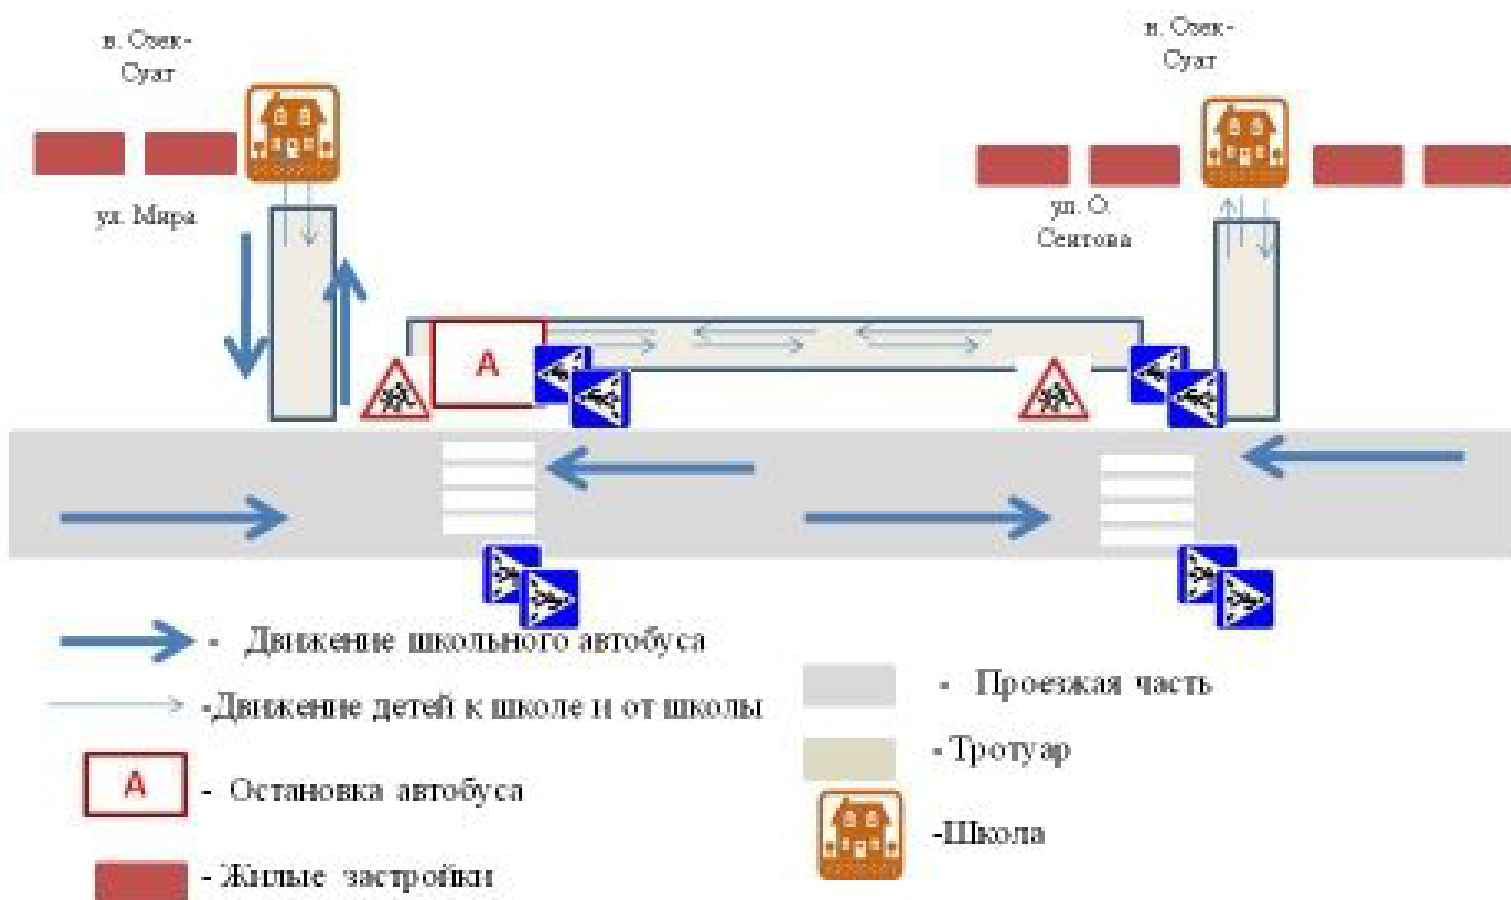 в. Озек-
Суат
ул. Мира
А
в. Озек-
Суат
ул. О.
Сеитова
- Движение школьного автобуса
-Движение детей к школе и от школы
А
- Остановка автобуса
- Жилые застройки
- Проезжая часть
- Тротуар
-Школа